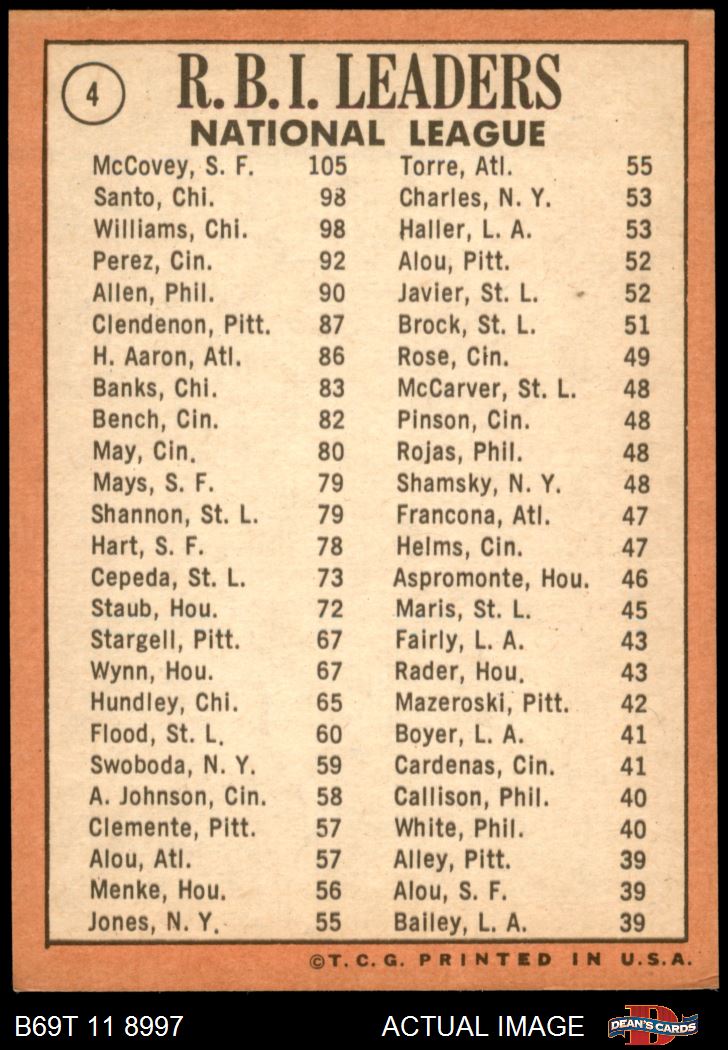 4
R.B.I. LEADERS
NATIONAL LEAGUE
McCovey, S. F. 105
Santo, Chi. 98
Williams, Chi. 98
Perez, Cin. 92
Allen, Phil. 90
Clendenon, Pitt. 87
H. Aaron, Atl. 86
Banks, Chi. 83
Bench, Cin. 82
May, Cin. 80
Mays, S. F. 79
Shannon, St. L. 79
Hart, S. F. 78
Cepeda, St. L. 73
Staub, Hou. 72
Stargell, Pitt. 67
Wynn, Hou. 67
Hundley, Chi. 65
Flood, St. L. 60
Swoboda, N. Y. 59
A. Johnson, Cin. 58
Clemente, Pitt. 57
Alou, Atl. 57
Menke, Hou. 56
Jones, N. Y. 55
Torre, Atl. 55
Charles, N. Y. 53
Haller, L. A. 53
Alou, Pitt. 52
Javier, St. L. 52
Brock, St. L. 51
Rose, Cin. 49
McCarver, St. L. 48
Pinson, Cin. 48
Rojas, Phil. 48
Shamsky, N. Y. 48
Francona, Atl. 47
Helms, Cin. 47
Aspromonte, Hou. 46
Maris, St. L. 45
Fairly, L. A. 43
Rader, Hou. 43
Mazeroski, Pitt. 42
Boyer, L. A. 41
Cardenas, Cin. 41
Callison, Phil. 40
White, Phil. 40
Alley, Pitt. 39
Alou, S. F. 39
Bailey, L. A. 39
©T. C. G. PRINTED IN U.S.A.
B69T 11 8997 ACTUAL IMAGE D DEAN'S CARDS